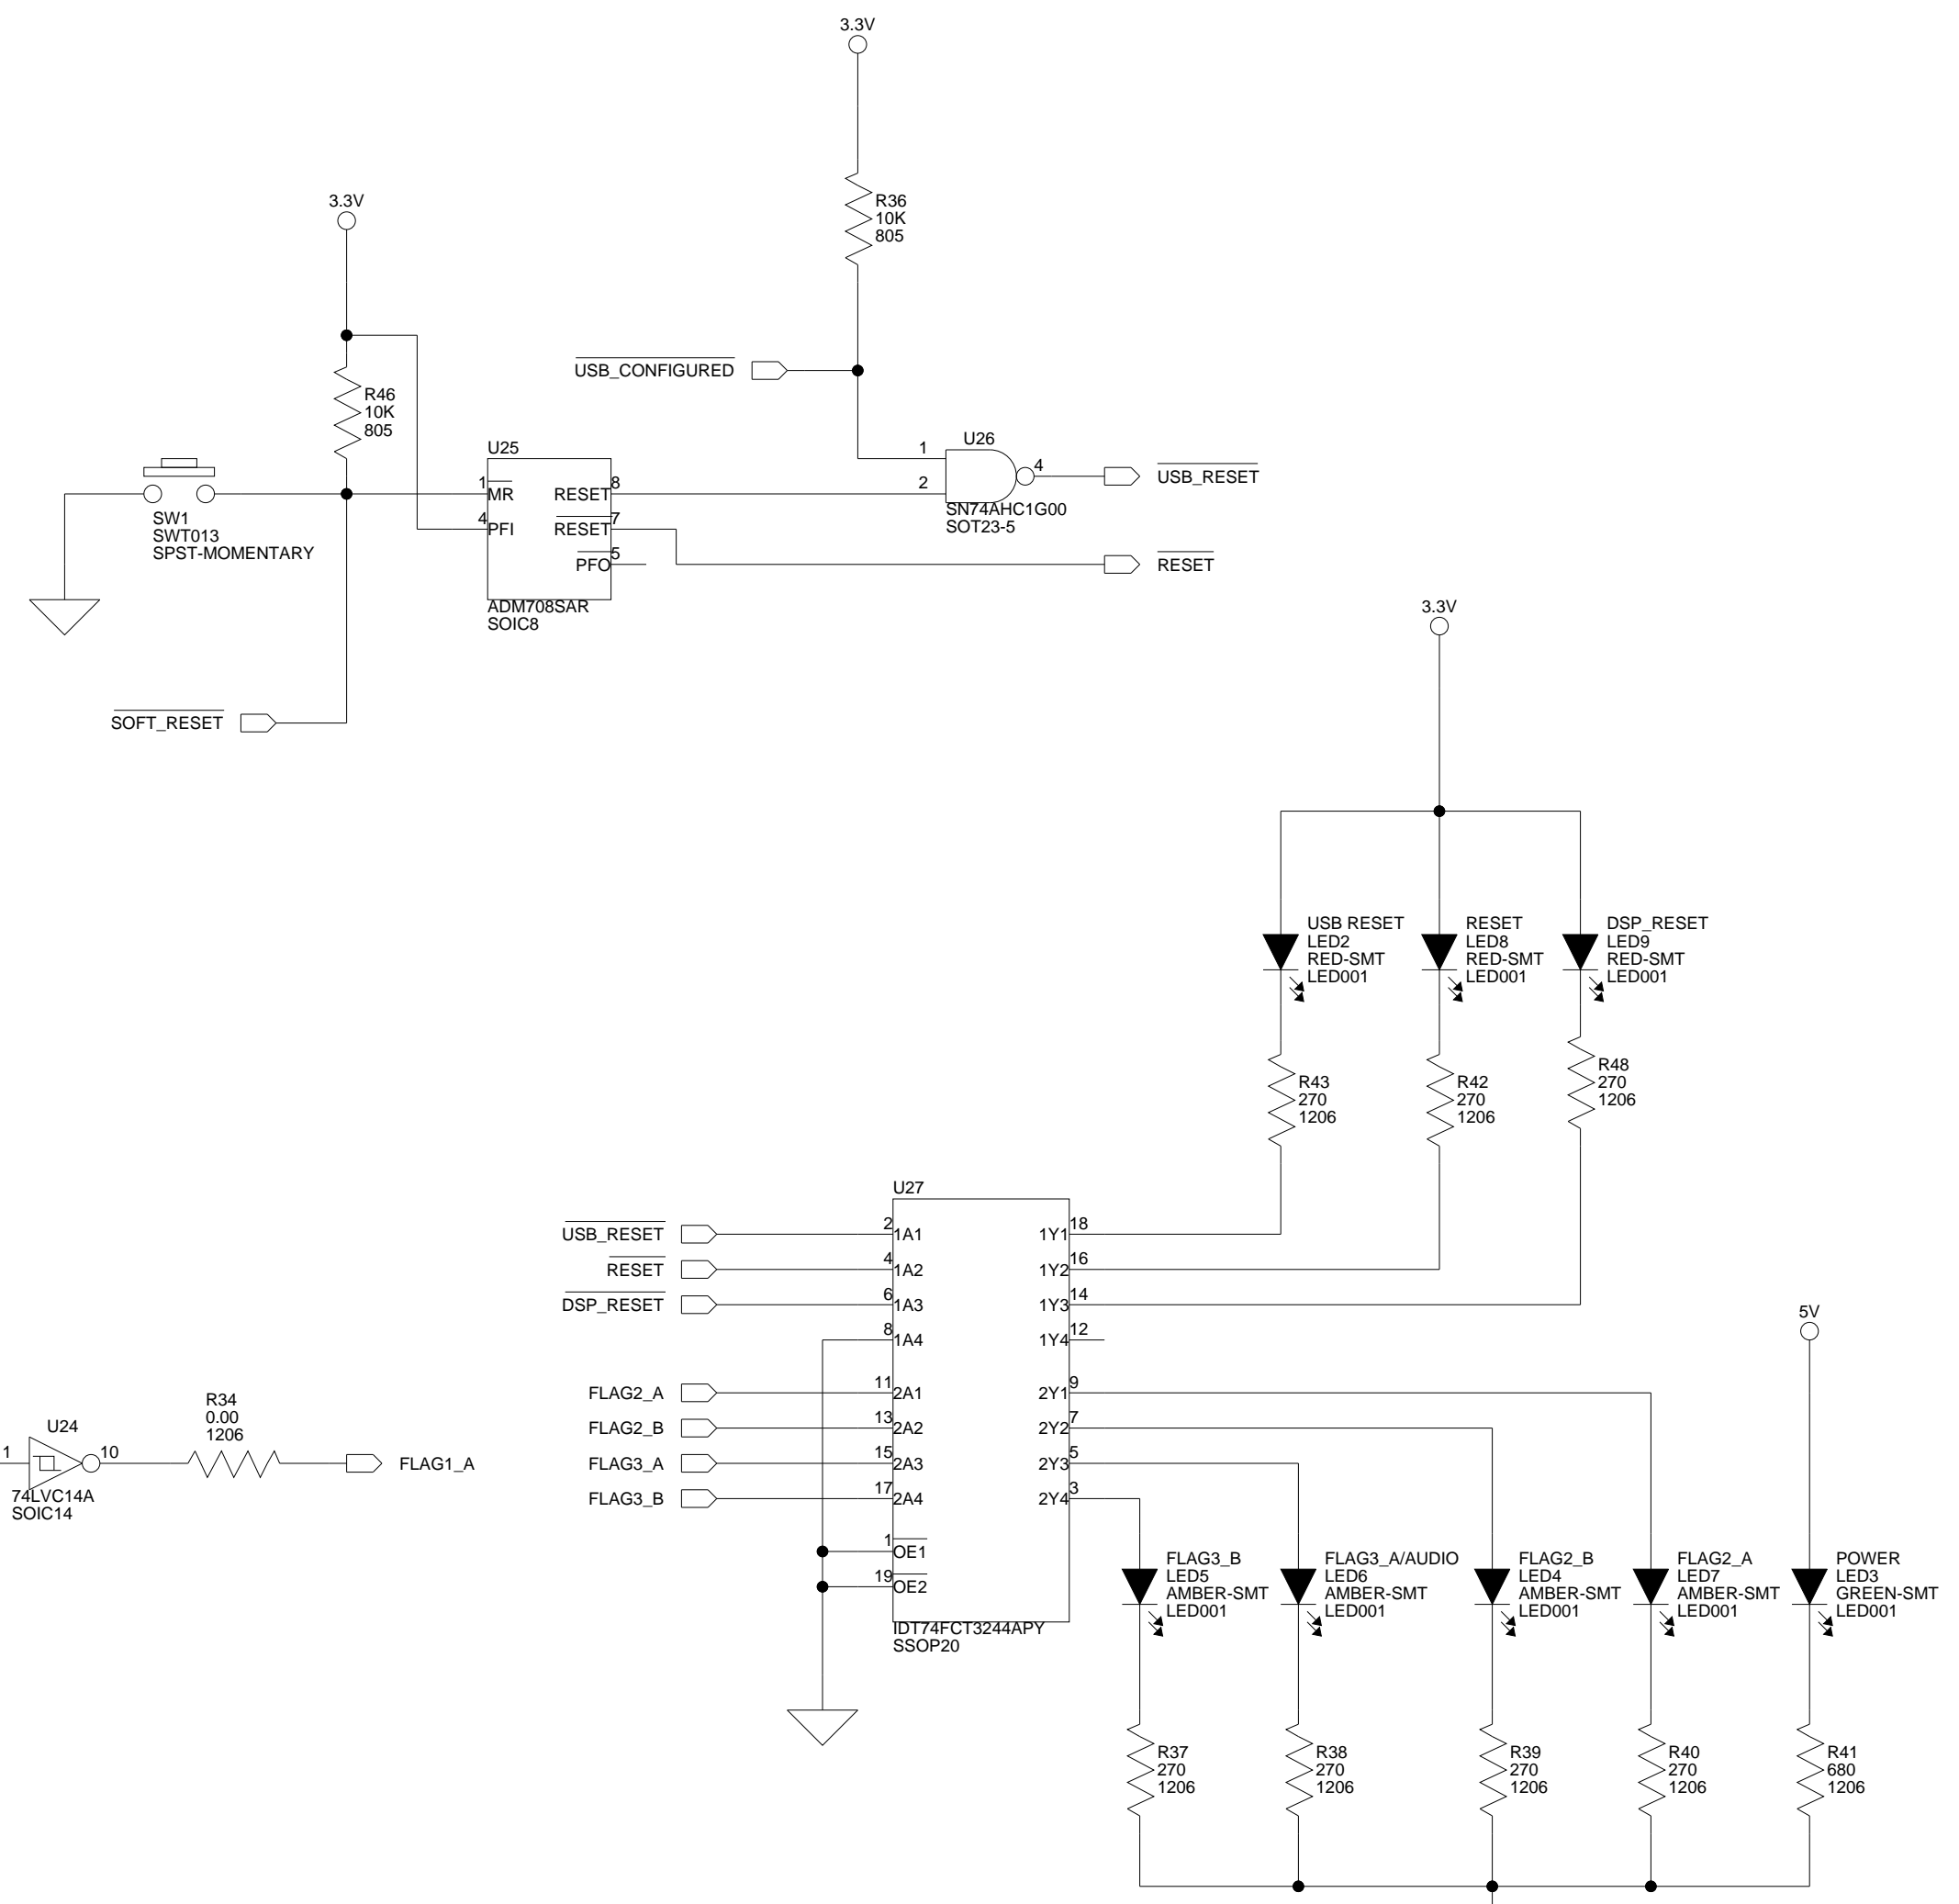 3.3V
R36
10K
805
3.3V
USB_CONFIGURED
R46
10K
805
U25
1
MR
4
PFI
RESET
8
RESET
7
PFO
5
ADM708SAR
SOIC8
SW1
SWT013
SPST-MOMENTARY
1
2
U26
4
SN74AHC1G00
SOT23-5
USB_RESET
RESET
SOFT_RESET
3.3V
USB RESET
LED2
RED-SMT
LED001
RESET
LED8
RED-SMT
LED001
DSP_RESET
LED9
RED-SMT
LED001
R43
270
1206
R42
270
1206
R48
270
1206
U27
USB_RESET
2
1A1
1Y1
18
RESET
4
1A2
1Y2
16
DSP_RESET
6
1A3
1Y3
14
8
1A4
1Y4
12
FLAG2_A
11
2A1
2Y1
9
FLAG2_B
13
2A2
2Y2
7
FLAG3_A
15
2A3
2Y3
5
FLAG3_B
17
2A4
2Y4
3
1
OE1
19
OE2
IDT74FCT3244APY
SSOP20
5V
1
U24
10
74LVC14A
SOIC14
R34
0.00
1206
FLAG1_A
FLAG3_B
LED5
AMBER-SMT
LED001
FLAG3_A/AUDIO
LED6
AMBER-SMT
LED001
FLAG2_B
LED4
AMBER-SMT
LED001
FLAG2_A
LED7
AMBER-SMT
LED001
POWER
LED3
GREEN-SMT
LED001
R37
270
1206
R38
270
1206
R39
270
1206
R40
270
1206
R41
680
1206